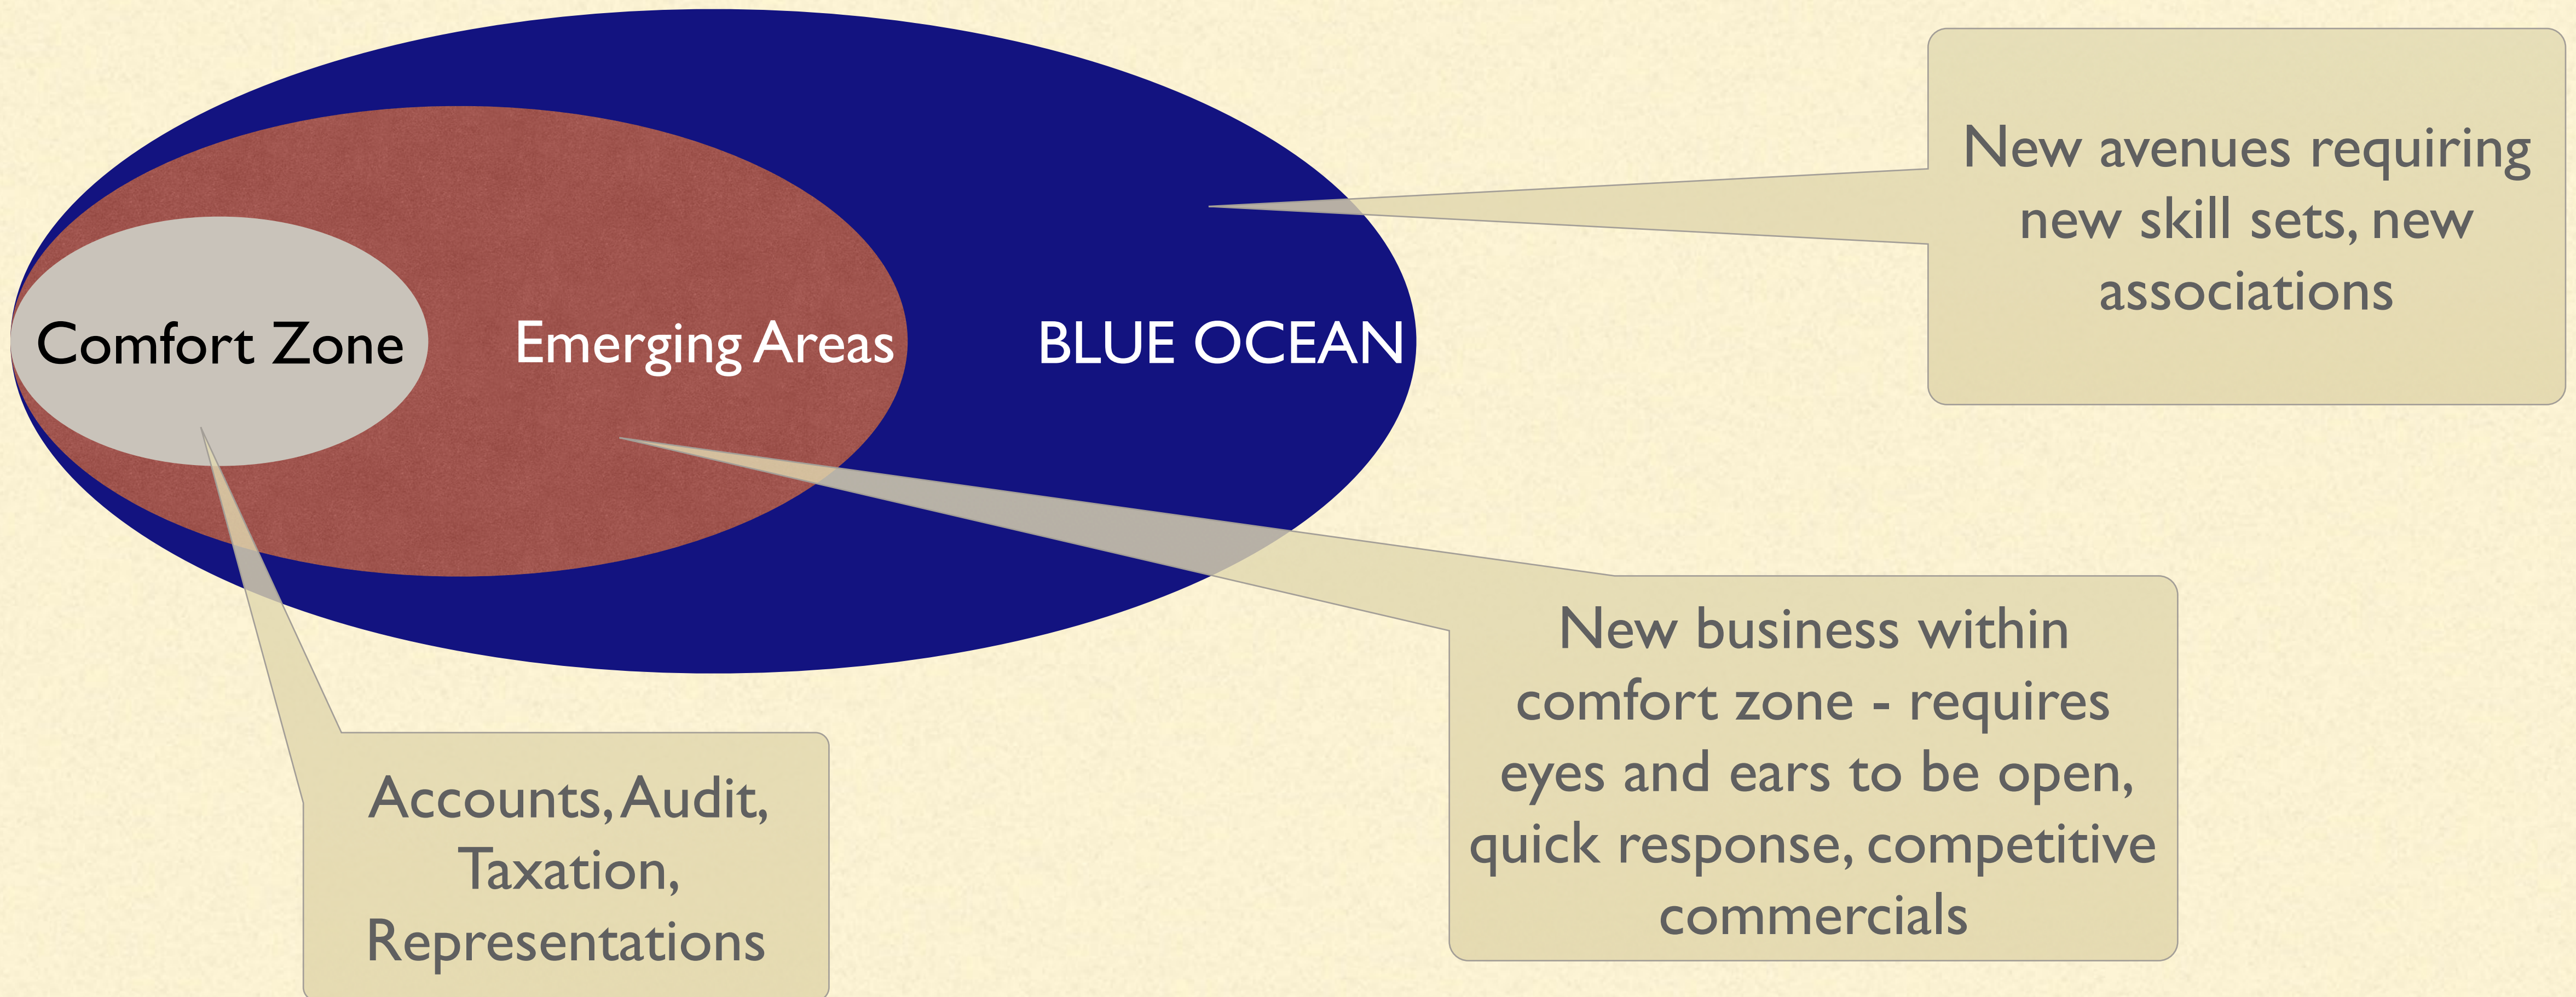 Comfort Zone
Emerging Areas
BLUE OCEAN
New avenues requiring
new skill sets, new
associations
New business within
comfort zone - requires
eyes and ears to be open,
quick response, competitive
commercials
Accounts, Audit,
Taxation,
Representations